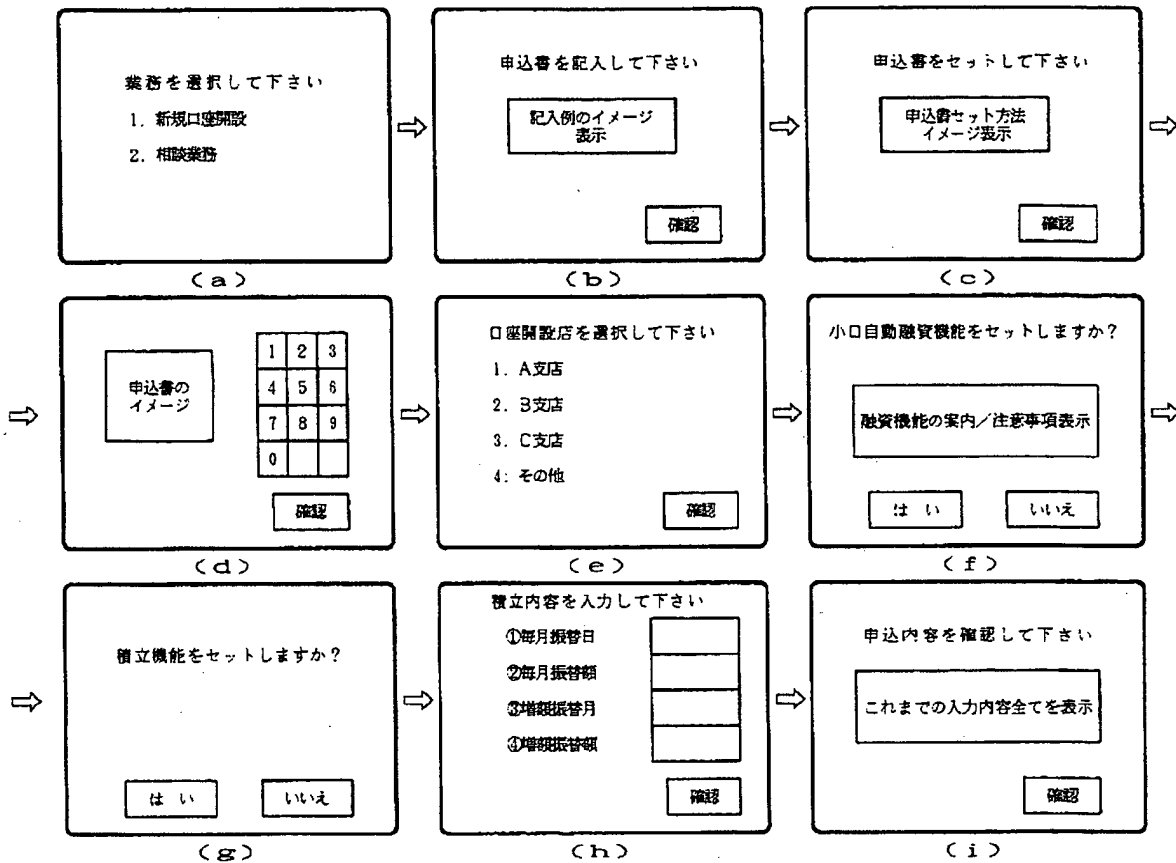 業務を選択して下さい
1. 新規口座開設
2. 相談業務
(a)
申込書を記入して下さい
記入例のイメージ
表示
確認
(b)
申込書をセットして下さい
申込書セット方法
イメージ表示
確認
(c)
申込書の
イメージ
1 2 3
4 5 6
7 8 9
0
確認
(d)
口座開設店を選択して下さい
1. A支店
2. B支店
3. C支店
4: その他
確認
(e)
小口自動融資機能をセットしますか?
融資機能の案内/注意事項表示
はい いいえ
(f)
積立機能をセットしますか?
はい いいえ
(g)
積立内容を入力して下さい
①毎月振替日
②毎月振替額
③増額振替月
④増額振替額
確認
(h)
申込内容を確認して下さい
これまでの入力内容全てを表示
確認
(i)